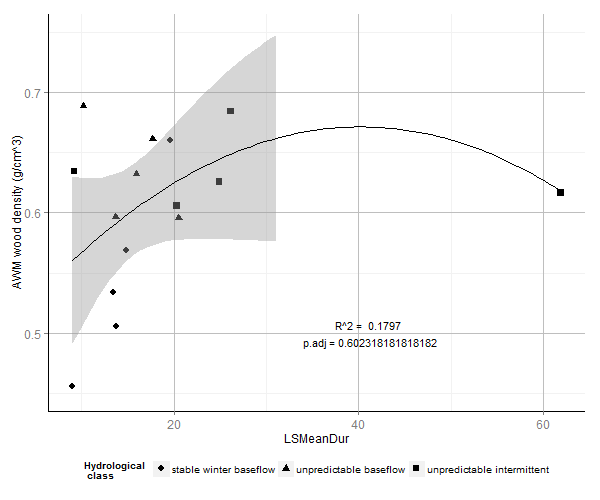 AWM wood density (g/cm^3)
0.7
0.6
0.5
R^2 = 0.1797
p.adj = 0.602318181818182
20 40 60
LSMeanDur
Hydrological
class
stable winter baseflow unpredictable baseflow unpredictable intermittent